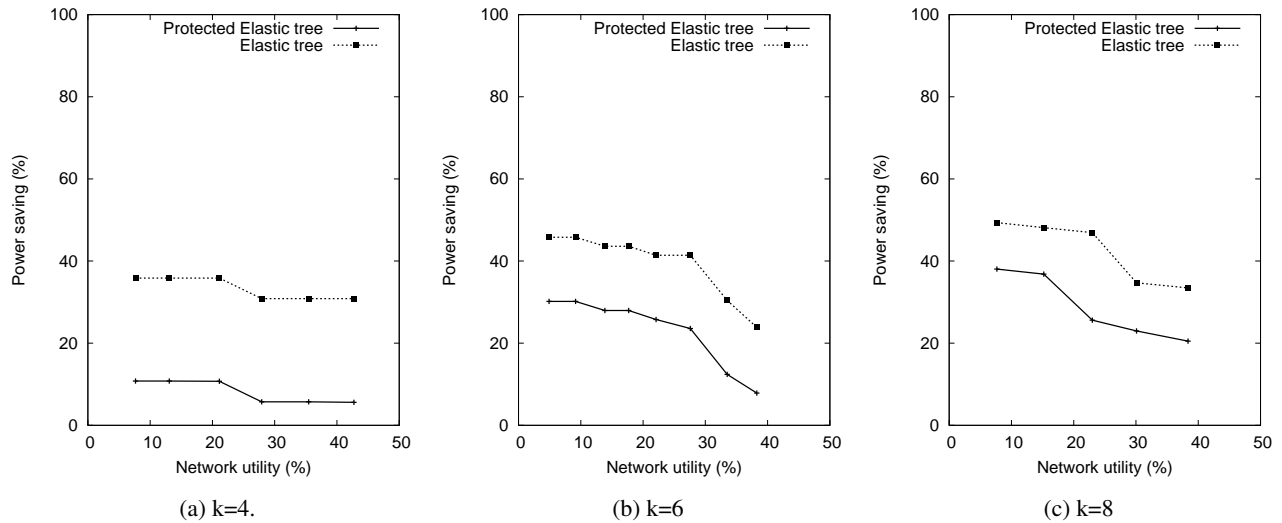 100
80
60
40
20
0
0 10 20 30 40 50
Power saving (%)
Network utility (%)
Protected Elastic tree
Elastic tree
(a) k=4.
100
80
60
40
20
0
0 10 20 30 40 50
Power saving (%)
Network utility (%)
Protected Elastic tree
Elastic tree
(b) k=6
100
80
60
40
20
0
0 10 20 30 40 50
Power saving (%)
Network utility (%)
Protected Elastic tree
Elastic tree
(c) k=8